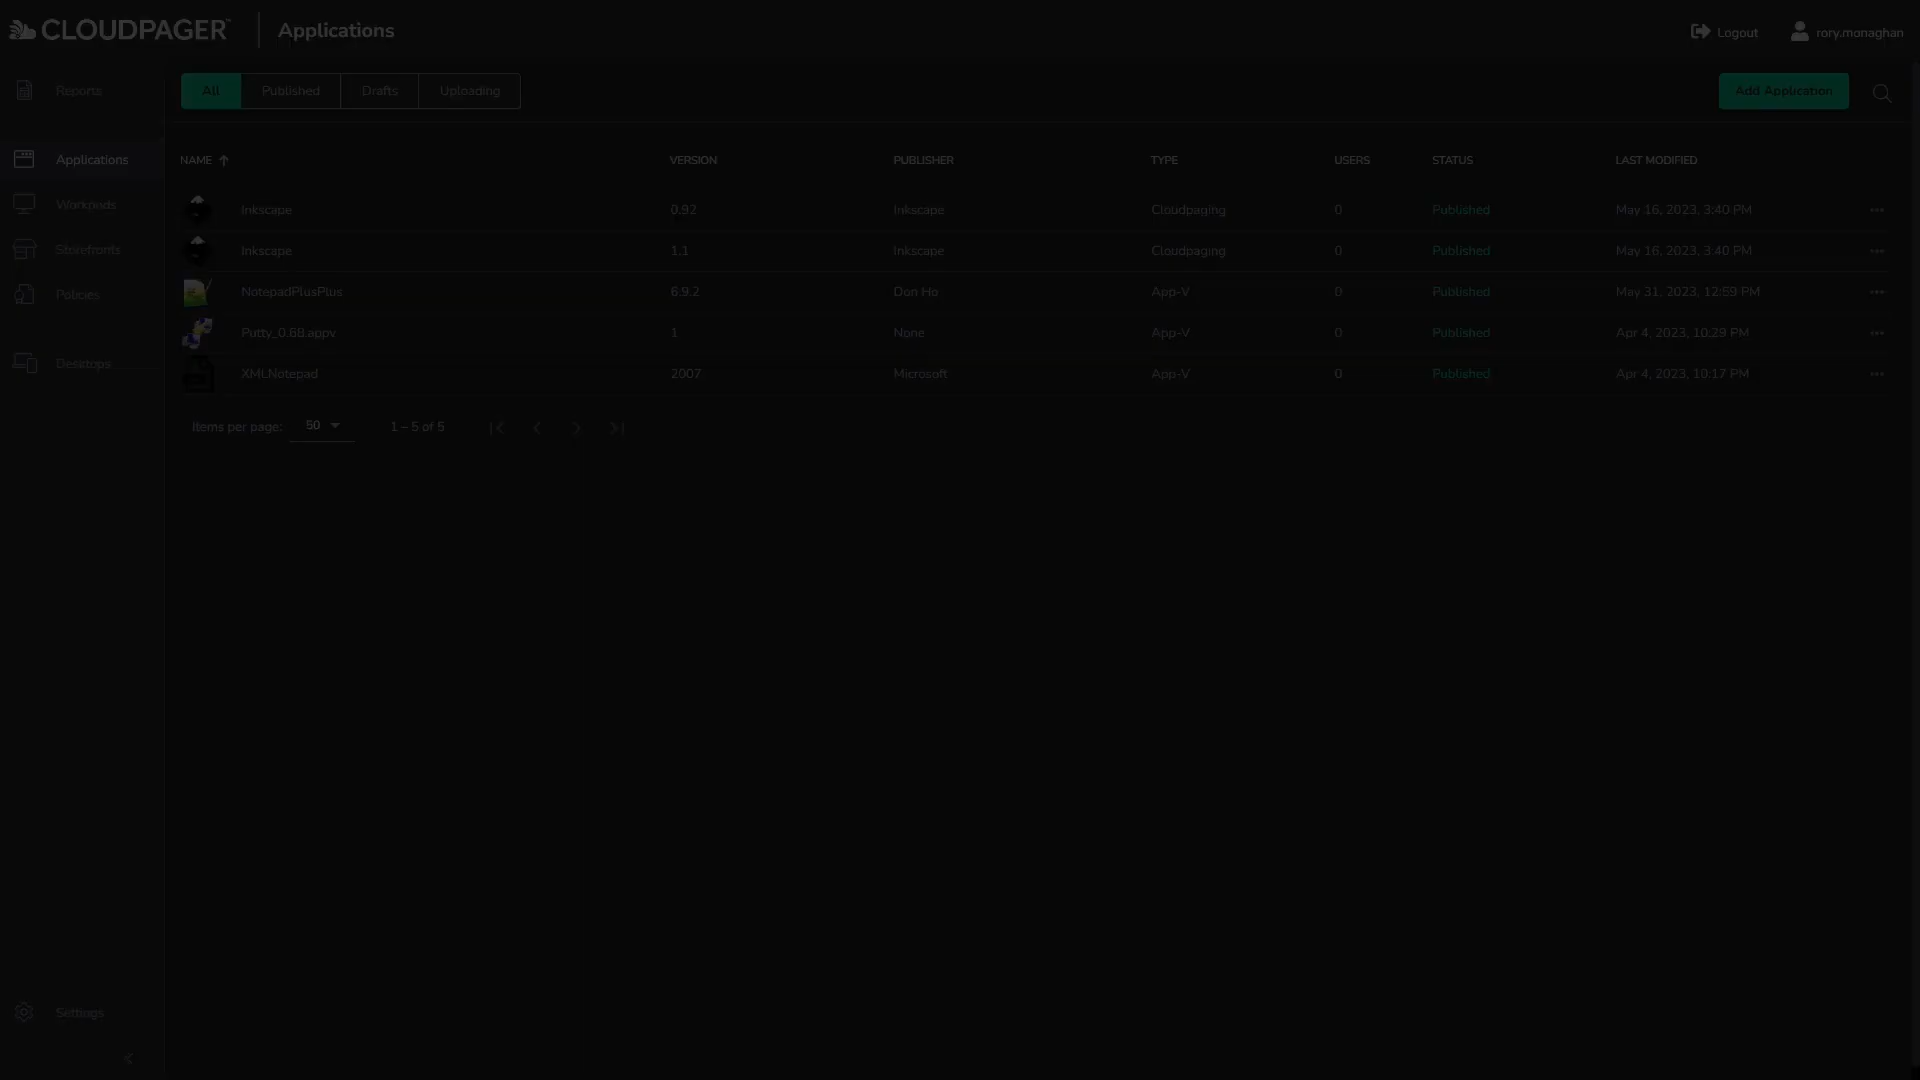 CLOUDPAGER™ Applications Logout rory.monaghan
Reports
All Published Drafts Uploading Add Application
Applications
NAME VERSION PUBLISHER TYPE USERS STATUS LAST MODIFIED
Inkscape 0.92 Inkscape Cloudpaging 0 Published May 16, 2023, 3:40 PM
Workpods
Inkscape 1.1 Inkscape Cloudpaging 0 Published May 16, 2023, 3:40 PM
Storefronts
NotepadPlusPlus 6.9.2 Don Ho App-V 0 Published May 31, 2023, 12:59 PM
Policies
Putty_0.68.appv 1 None App-V 0 Published Apr 4, 2023, 10:29 PM
Desktops
XMLNotepad 2007 Microsoft App-V 0 Published Apr 4, 2023, 10:17 PM
Items per page: 50 1 – 5 of 5
Settings